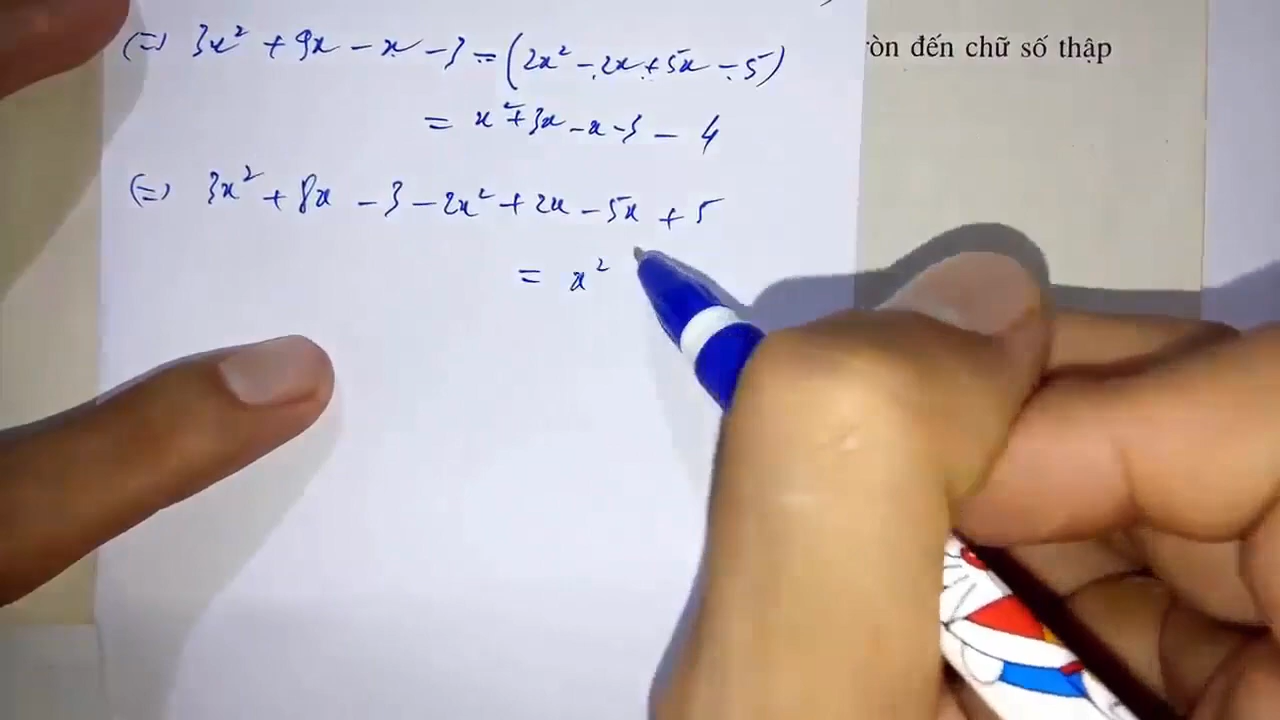 (=) 3x² + 9x - x - 3 - (2x² - 2x + 5x - 5)
òn đến chữ số thập
= x² + 3x - x - 3 - 4
(=) 3x² + 8x - 3 - 2x² + 2x - 5x + 5
= x²